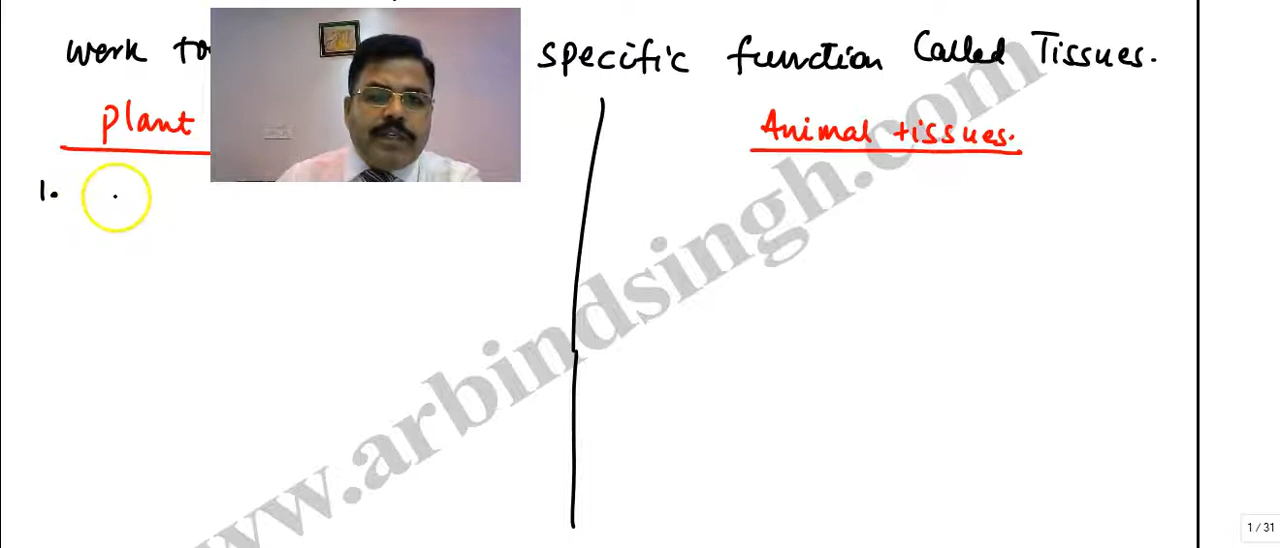 work to specific function Called Tissues.
plant Animal tissues.
1.
www.arbindsingh.com
1 / 31